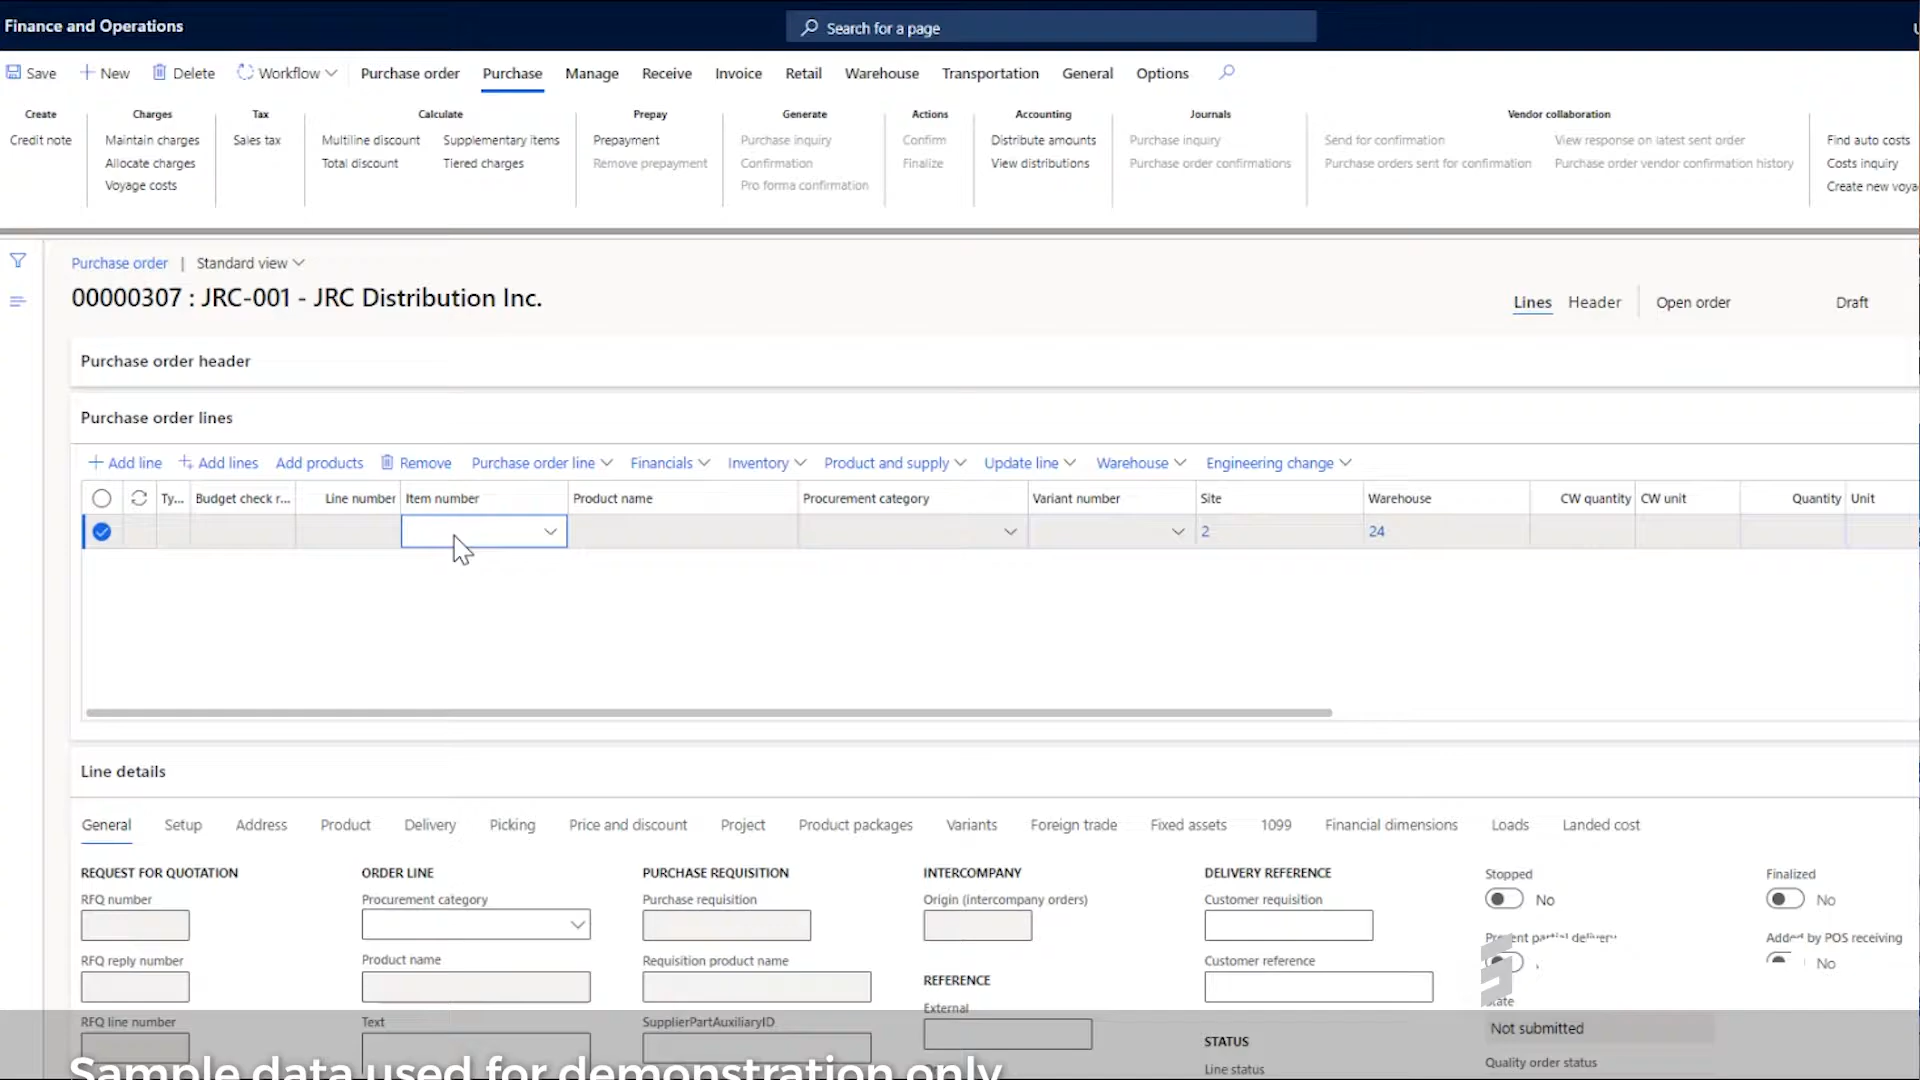 Finance and Operations
Search for a page
Save New Delete Workflow Purchase order Purchase Manage Receive Invoice Retail Warehouse Transportation General Options
Create Charges Tax Calculate Prepay Generate Actions Accounting Journals Vendor collaboration
Credit note Maintain charges Sales tax Multiline discount Supplementary items Prepayment Purchase inquiry Confirm Distribute amounts Purchase inquiry Send for confirmation View response on latest sent order Find auto costs
Allocate charges Total discount Tiered charges Remove prepayment Confirmation Finalize View distributions Purchase order confirmations Purchase orders sent for confirmation Purchase order vendor confirmation history Costs inquiry
Voyage costs Pro forma confirmation Create new voya
Purchase order | Standard view
00000307 : JRC-001 - JRC Distribution Inc.
Lines Header Open order Draft
Purchase order header
Purchase order lines
Add line Add lines Add products Remove Purchase order line Financials Inventory Product and supply Update line Warehouse Engineering change
Ty... Budget check r... Line number Item number Product name Procurement category Variant number Site Warehouse CW quantity CW unit Quantity Unit
2 24
Line details
General Setup Address Product Delivery Picking Price and discount Project Product packages Variants Foreign trade Fixed assets 1099 Financial dimensions Loads Landed cost
REQUEST FOR QUOTATION ORDER LINE PURCHASE REQUISITION INTERCOMPANY DELIVERY REFERENCE Stopped Finalized
RFQ number Procurement category Purchase requisition Origin (intercompany orders) Customer requisition No No
Prevent partial delivery Added by POS receiving
RFQ reply number Product name Requisition product name REFERENCE Customer reference No
External
State
RFQ line number Text SupplierPartAuxiliaryID STATUS Not submitted
Line status Quality order status
Sample data used for demonstration only